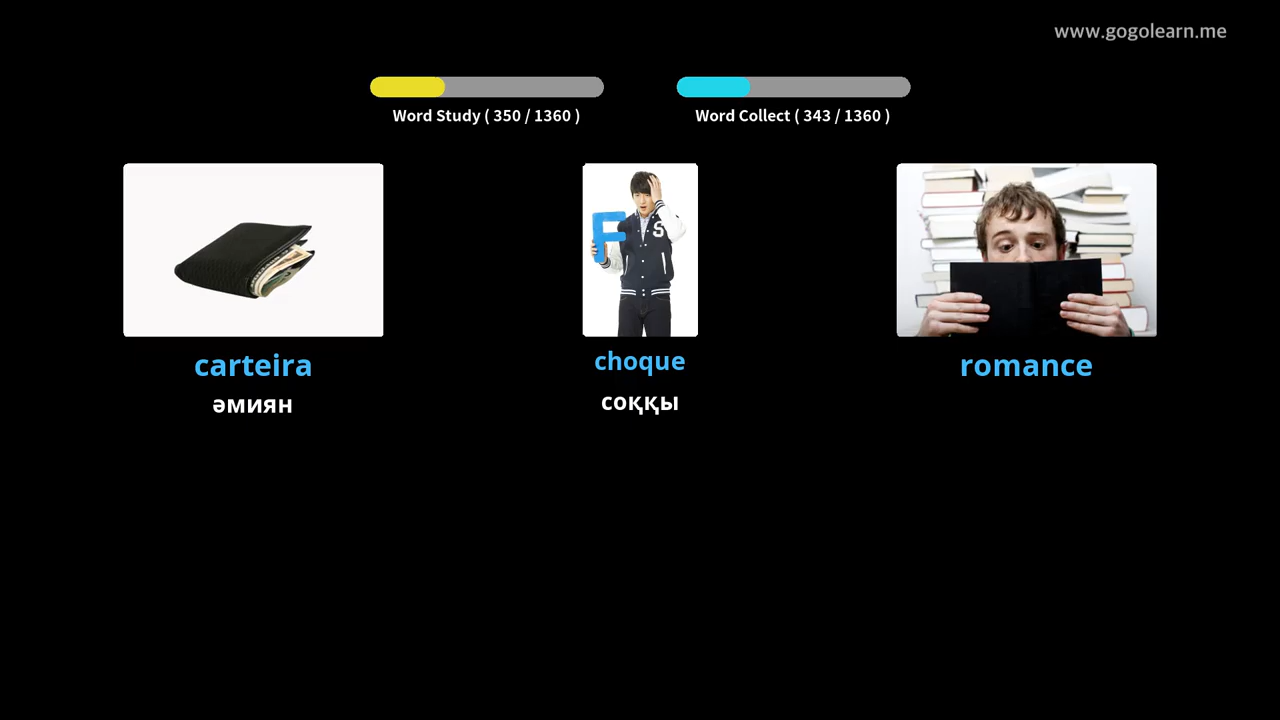 www.gogolearn.me
Word Study ( 350 / 1360 )
Word Collect ( 343 / 1360 )
F
S
carteira
choque
romance
әмиян
соққы